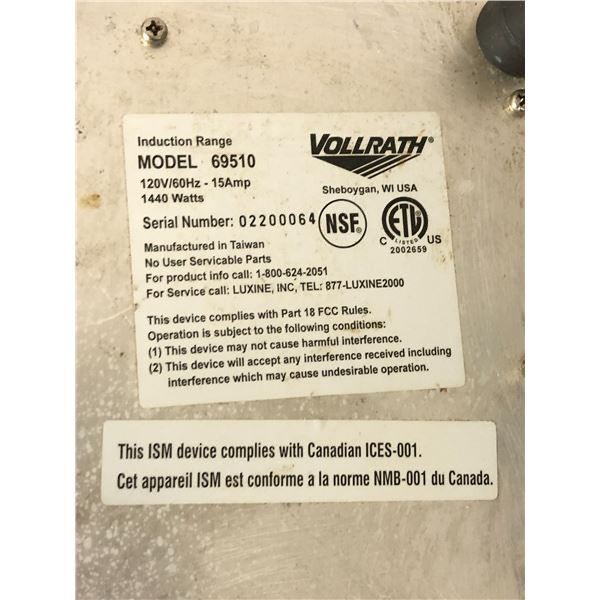 Induction Range
MODEL 69510
120V/60Hz - 15Amp
1440 Watts
VOLLRATH®
Sheboygan, WI USA
Serial Number: 02200064
NSF®
ETL
C LISTED US
2002659
Manufactured in Taiwan
No User Servicable Parts
For product info call: 1-800-624-2051
For Service call: LUXINE, INC, TEL: 877-LUXINE2000
This device complies with Part 18 FCC Rules.
Operation is subject to the following conditions:
(1) This device may not cause harmful interference.
(2) This device will accept any interference received including
interference which may cause undesirable operation.
This ISM device complies with Canadian ICES-001.
Cet appareil ISM est conforme a la norme NMB-001 du Canada.